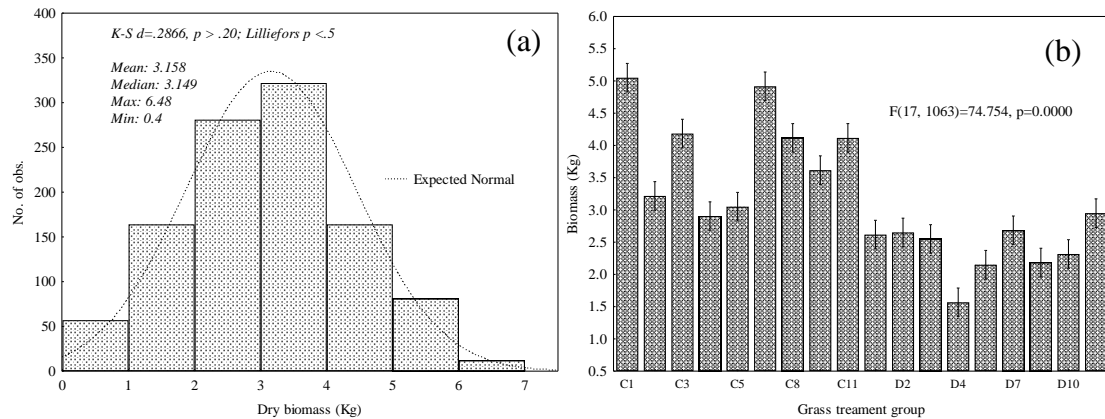 (a)
K-S d=.2866, p > .20; Lilliefors p <.5
Mean: 3.158
Median: 3.149
Max: 6.48
Min: 0.4
Expected Normal
No. of obs.
400
350
300
250
200
150
100
50
0
0 1 2 3 4 5 6 7
Dry biomass (Kg)
(b)
F(17, 1063)=74.754, p=0.0000
Biomass (Kg)
6.0
5.5
5.0
4.5
4.0
3.5
3.0
2.5
2.0
1.5
1.0
0.5
C1 C3 C5 C8 C11 D2 D4 D7 D10
Grass treament group